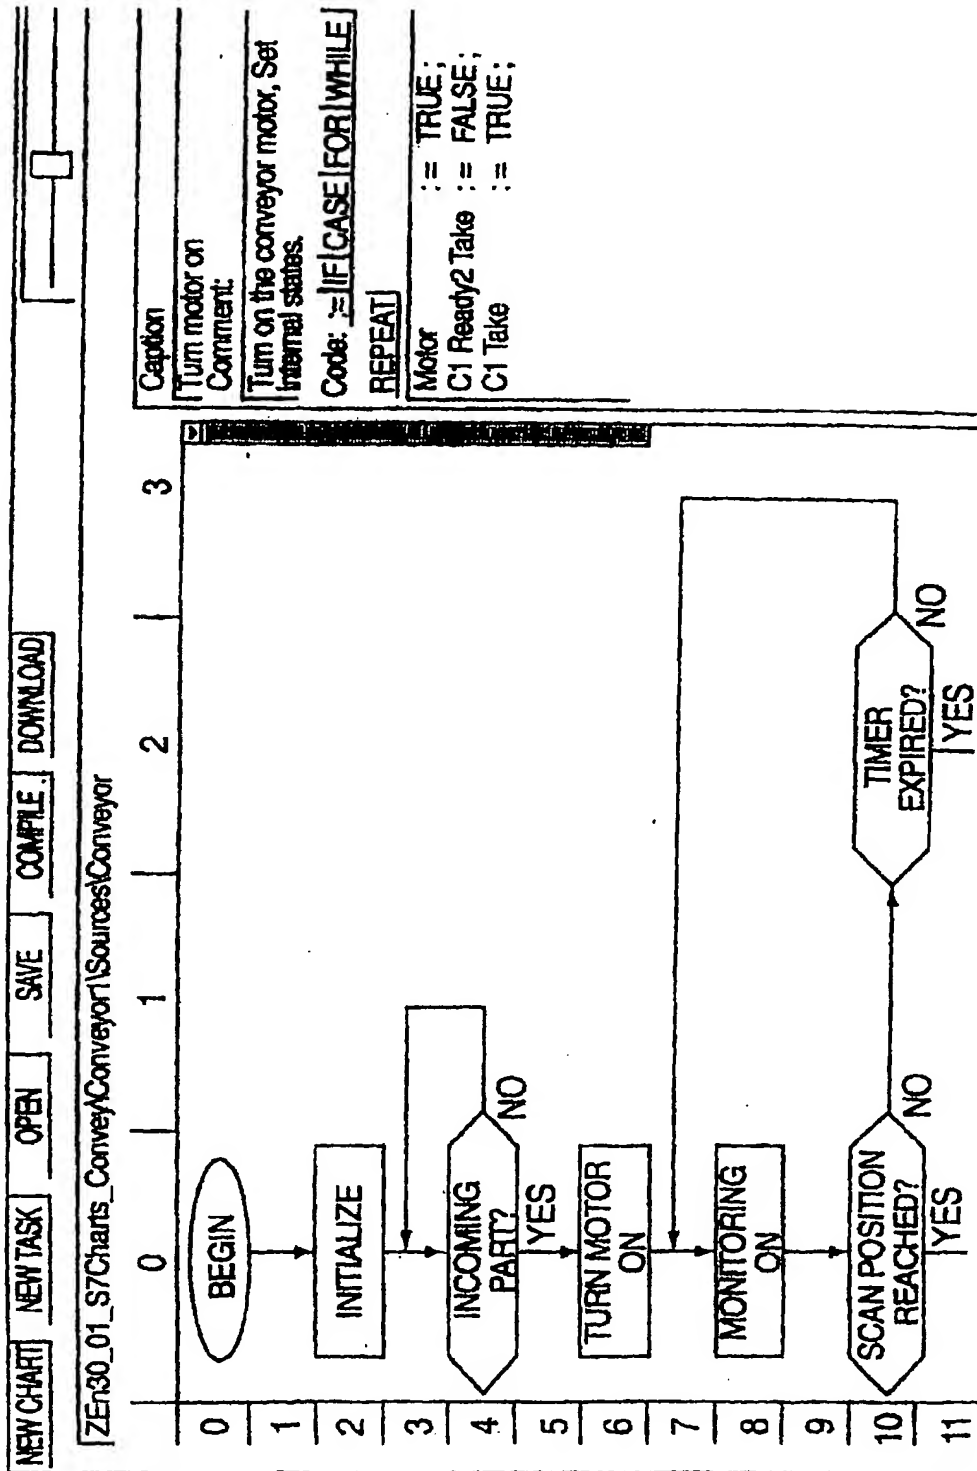 NEW CHART NEW TASK OPEN SAVE COMPILE DOWNLOAD
ZEn30_01_S7Charts_Convey\Conveyor1\Sources\Conveyor
0 1 2 3
0
BEGIN
1
2
INITIALIZE
3
4
INCOMING
PART?
NO
5
YES
6
TURN MOTOR
ON
7
8
MONITORING
ON
9
10
SCAN POSITION
REACHED?
NO
TIMER
EXPIRED?
NO
11
YES
YES
Caption
Turn motor on
Comment:
Turn on the conveyor motor, Set
Internal states.
Code: := IF CASE FOR WHILE
REPEAT
Motor := TRUE;
C1 Ready2 Take := FALSE;
C1 Take := TRUE;